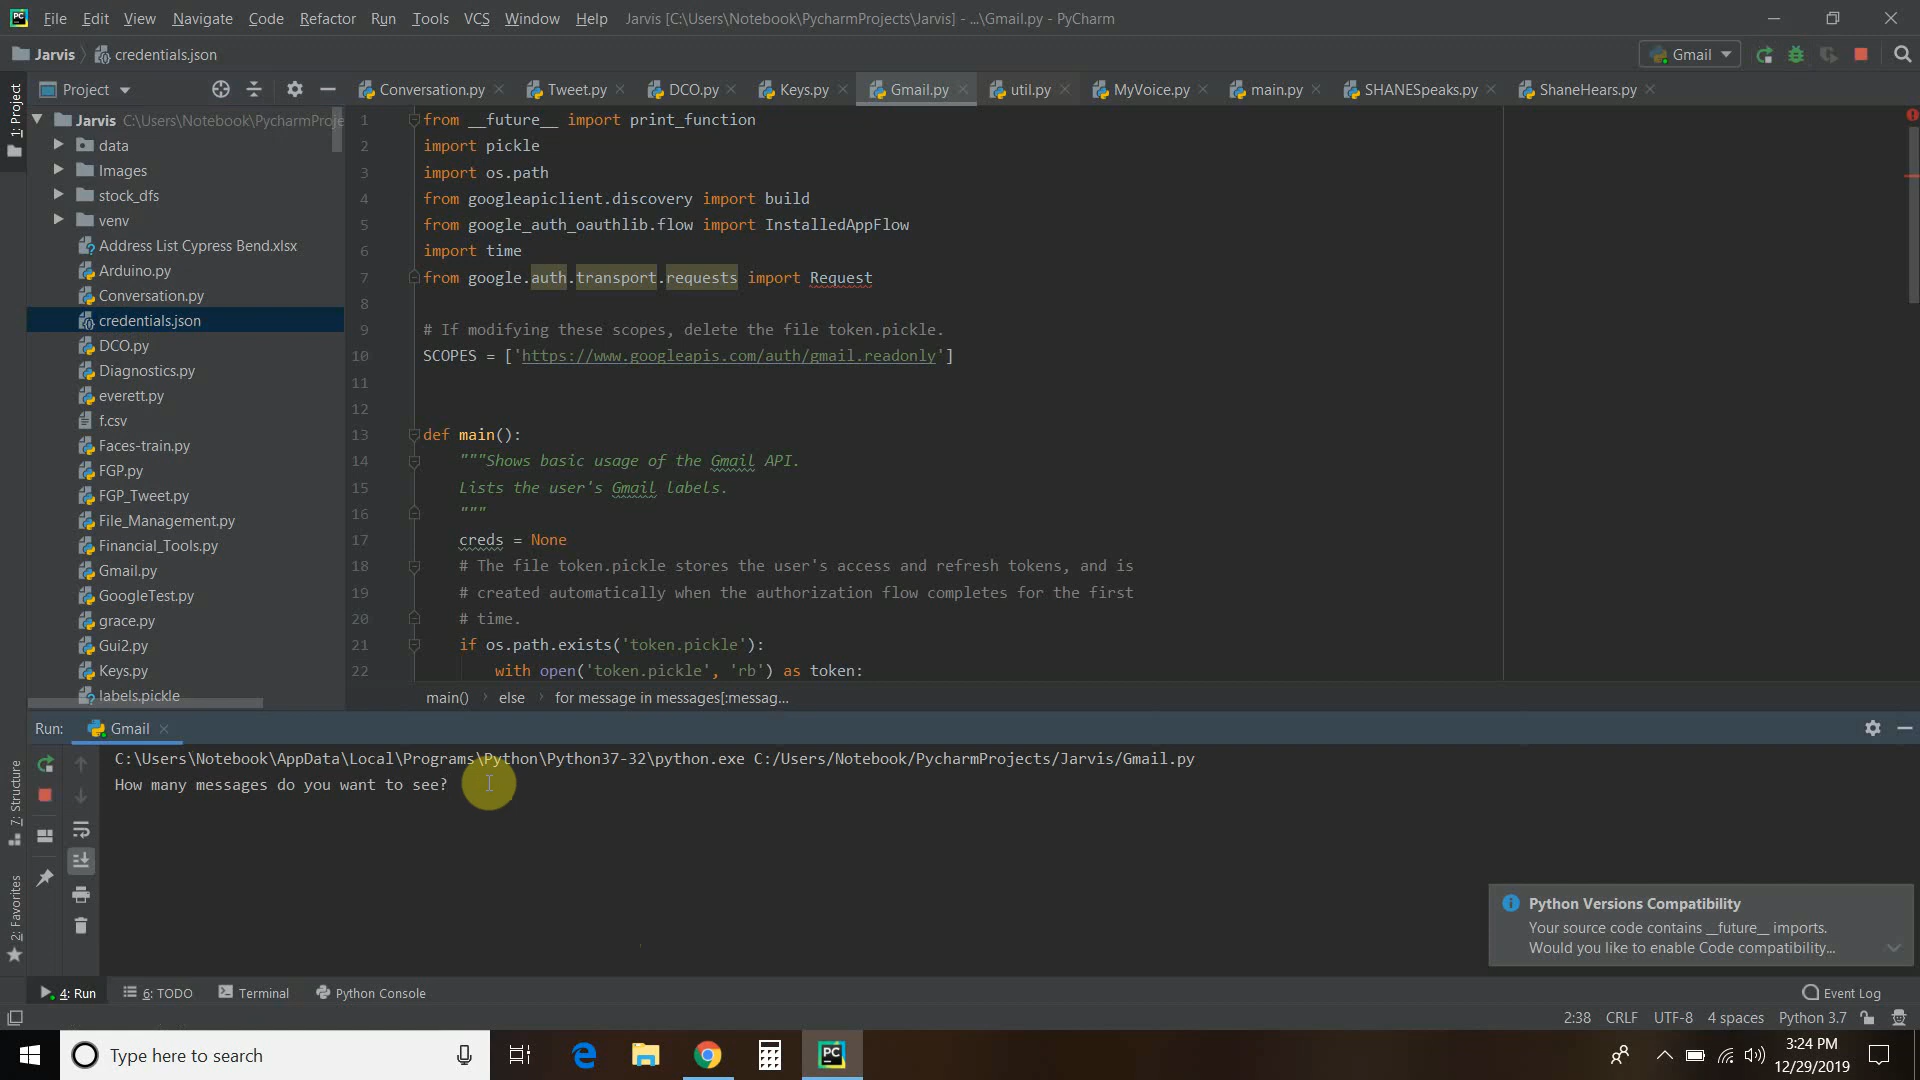 File Edit View Navigate Code Refactor Run Tools VCS Window Help Jarvis [C:\Users\Notebook\PycharmProjects\Jarvis] - ...\Gmail.py - PyCharm
Jarvis credentials.json Gmail
Project
Conversation.py Tweet.py DCO.py Keys.py Gmail.py util.py MyVoice.py main.py SHANESpeaks.py ShaneHears.py
1: Project
Jarvis C:\Users\Notebook\PycharmProje
data
Images
stock_dfs
venv
Address List Cypress Bend.xlsx
Arduino.py
Conversation.py
credentials.json
DCO.py
Diagnostics.py
everett.py
f.csv
Faces-train.py
FGP.py
FGP_Tweet.py
File_Management.py
Financial_Tools.py
Gmail.py
GoogleTest.py
grace.py
Gui2.py
Keys.py
labels.pickle
1 from __future__ import print_function
2 import pickle
3 import os.path
4 from googleapiclient.discovery import build
5 from google_auth_oauthlib.flow import InstalledAppFlow
6 import time
7 from google.auth.transport.requests import Request
8
9 # If modifying these scopes, delete the file token.pickle.
10 SCOPES = ['https://www.googleapis.com/auth/gmail.readonly']
11
12
13 def main():
14 """Shows basic usage of the Gmail API.
15 Lists the user's Gmail labels.
16 """
17 creds = None
18 # The file token.pickle stores the user's access and refresh tokens, and is
19 # created automatically when the authorization flow completes for the first
20 # time.
21 if os.path.exists('token.pickle'):
22 with open('token.pickle', 'rb') as token:
main() else for message in messages[:messag...
Run: Gmail
C:\Users\Notebook\AppData\Local\Programs\Python\Python37-32\python.exe C:/Users/Notebook/PycharmProjects/Jarvis/Gmail.py
How many messages do you want to see?
7: Structure
2: Favorites
Python Versions Compatibility
Your source code contains __future__ imports.
Would you like to enable Code compatibility...
4: Run 6: TODO Terminal Python Console Event Log
2:38 CRLF UTF-8 4 spaces Python 3.7
Type here to search
PC
3:24 PM
12/29/2019